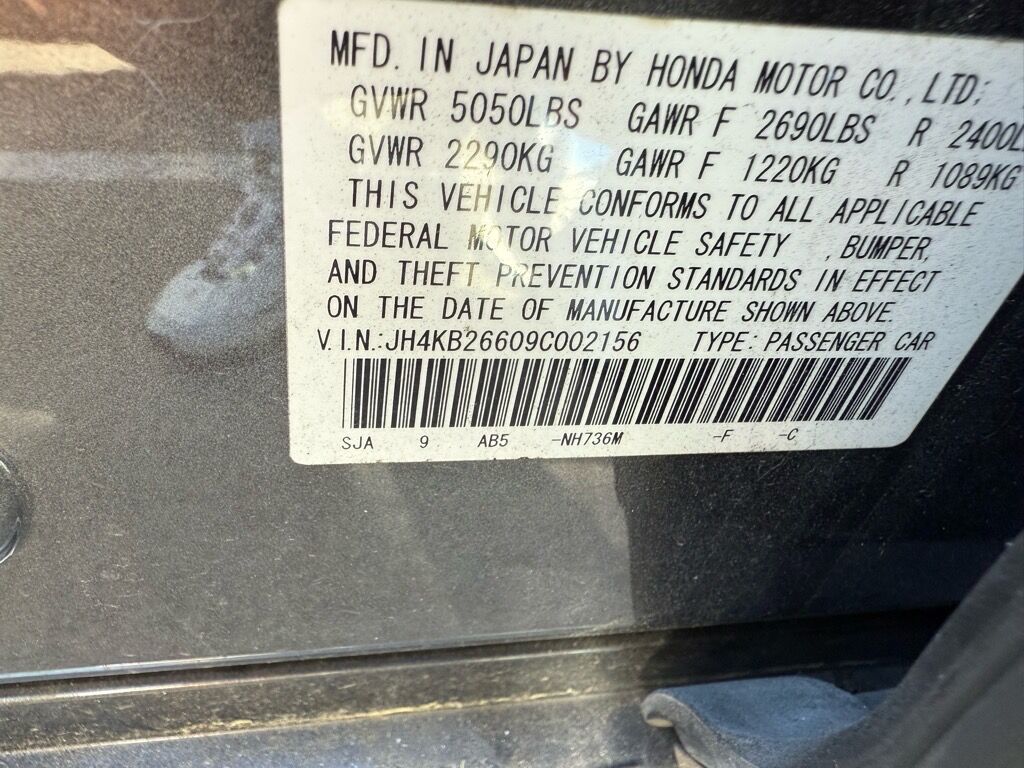 MFD. IN JAPAN BY HONDA MOTOR CO., LTD:
GVWR 5050LBS GAWR F 2690LBS R 2400L
GVWR 2290KG GAWR F 1220KG R 1089KG
THIS VEHICLE CONFORMS TO ALL APPLICABLE
FEDERAL MOTOR VEHICLE SAFETY , BUMPER,
AND THEFT PREVENTION STANDARDS IN EFFECT
ON THE DATE OF MANUFACTURE SHOWN ABOVE.
V.I.N.:JH4KB26609C002156 TYPE: PASSENGER CAR
SJA 9 AB5 -NH736M -F -C